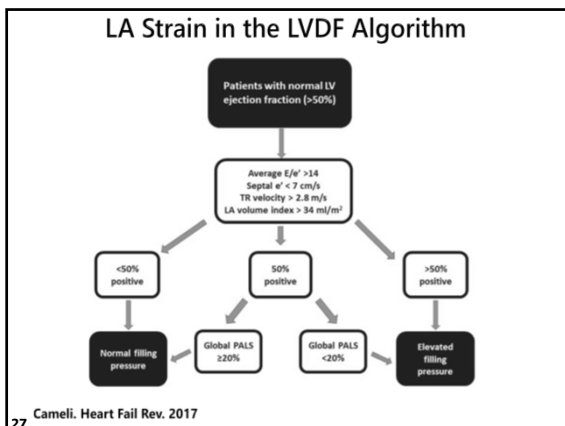 LA Strain in the LVDF Algorithm
Patients with normal LV
ejection fraction (>50%)
Average E/e' >14
Septal e' < 7 cm/s
TR velocity > 2.8 m/s
LA volume index > 34 ml/m²
<50%
positive
50%
positive
>50%
positive
Normal filling
pressure
Global PALS
≥20%
Global PALS
<20%
Elevated
filling
pressure
Cameli. Heart Fail Rev. 2017
27